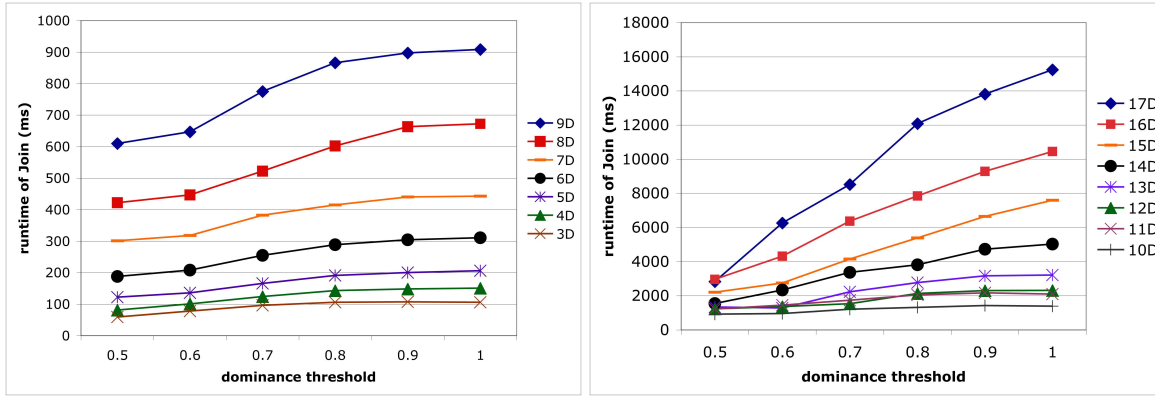 1000
900
800
700
600
500
400
300
200
100
0
runtime of Join (ms)
0.5 0.6 0.7 0.8 0.9 1
dominance threshold
9D
8D
7D
6D
5D
4D
3D
18000
16000
14000
12000
10000
8000
6000
4000
2000
0
runtime of Join (ms)
0.5 0.6 0.7 0.8 0.9 1
dominance threshold
17D
16D
15D
14D
13D
12D
11D
10D